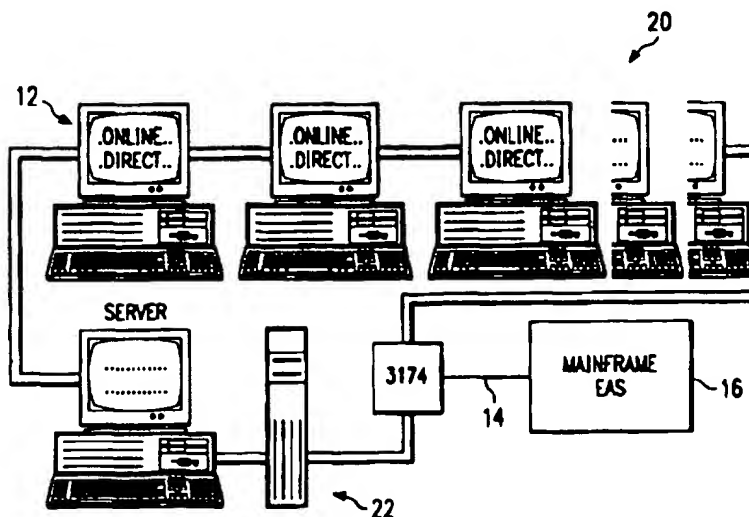 20
12
.ONLINE..
.DIRECT..
.ONLINE..
.DIRECT..
.ONLINE..
.DIRECT..
...
...
...
...
SERVER
............
............
3174
14
MAINFRAME
EAS
16
22